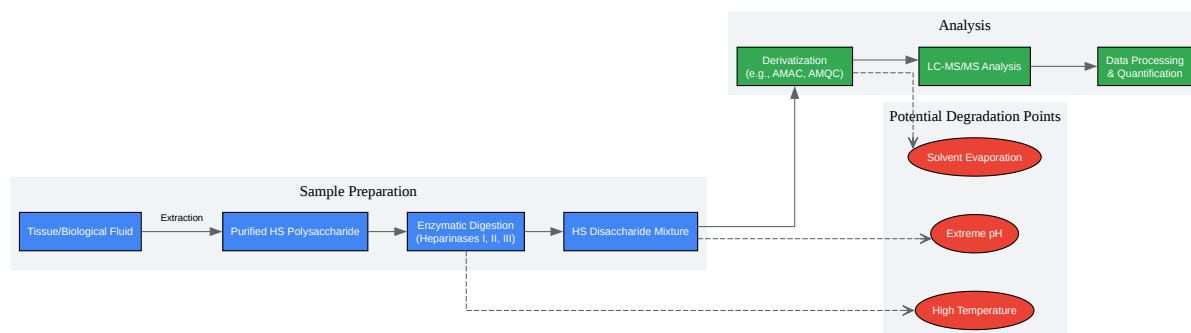 Analysis
Derivatization
(e.g., AMAC, AMQC)
LC-MS/MS Analysis
Data Processing
& Quantification
Potential Degradation Points
Solvent Evaporation
Sample Preparation
Tissue/Biological Fluid
Extraction
Purified HS Polysaccharide
Enzymatic Digestion
(Heparinases I, II, III)
HS Disaccharide Mixture
Extreme pH
High Temperature